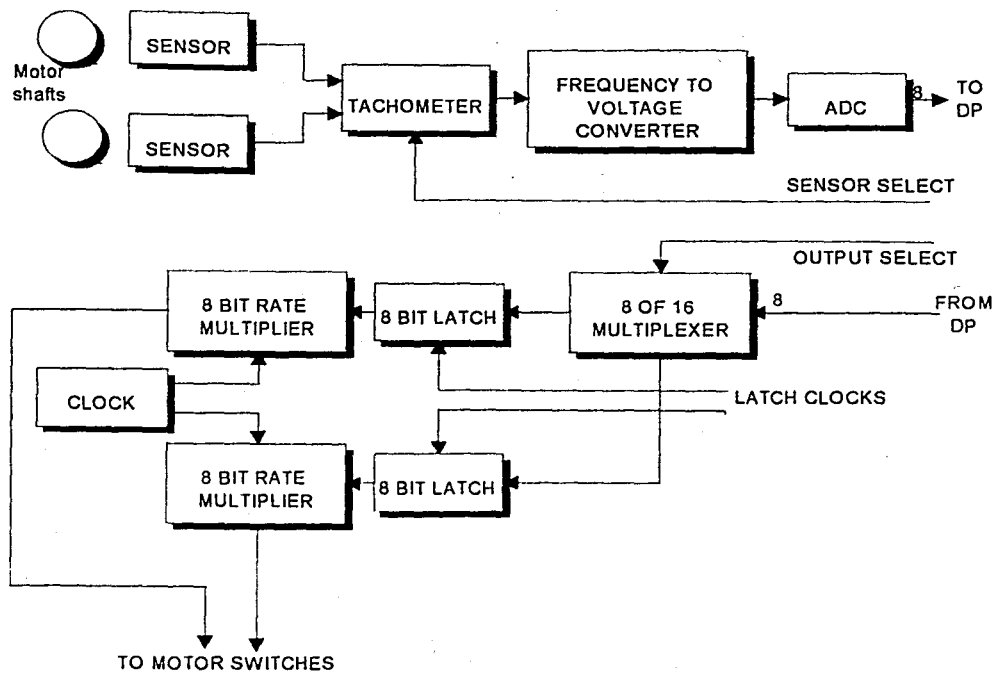 SENSOR
Motor
shafts
SENSOR
TACHOMETER
FREQUENCY TO
VOLTAGE
CONVERTER
ADC
8
TO
DP
SENSOR SELECT
OUTPUT SELECT
8 BIT RATE
MULTIPLIER
8 BIT LATCH
8 OF 16
MULTIPLEXER
8
FROM
DP
CLOCK
LATCH CLOCKS
8 BIT RATE
MULTIPLIER
8 BIT LATCH
TO MOTOR SWITCHES